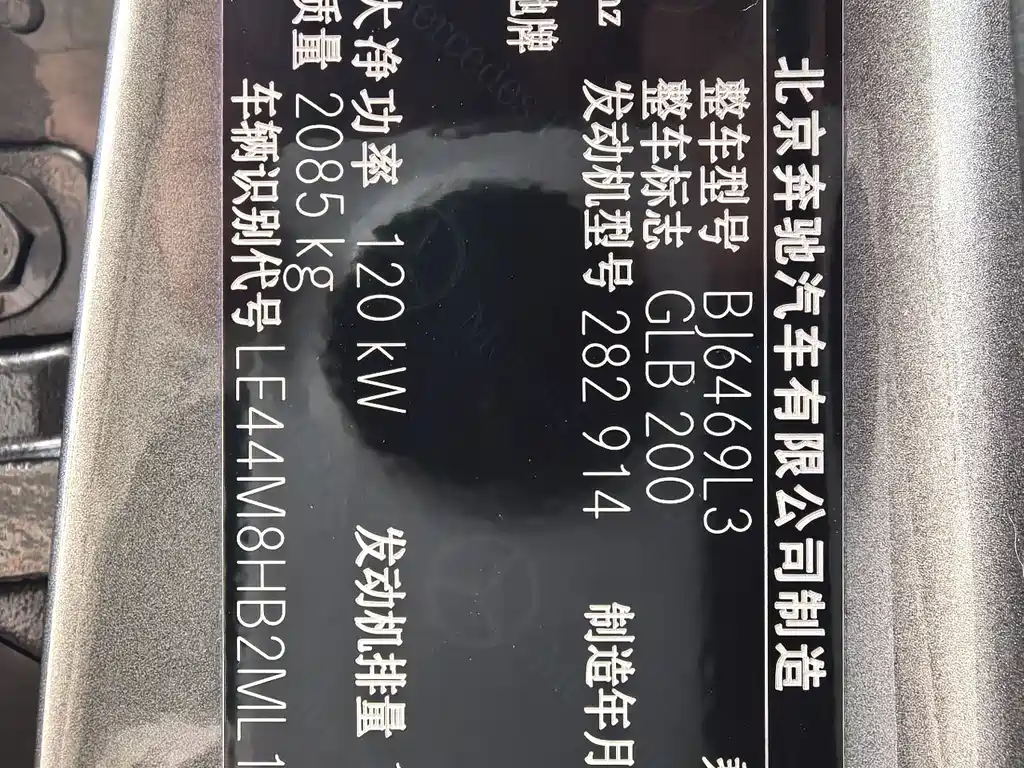 北京奔驰汽车有限公司制造
整车型号 BJ6469L3
整车标志 GLB 200
发动机型号 282 914 制造年月
牌
大净功率 120 kW 发动机排量
质量 2085 kg
车辆识别代号 LE44M8HB2ML1